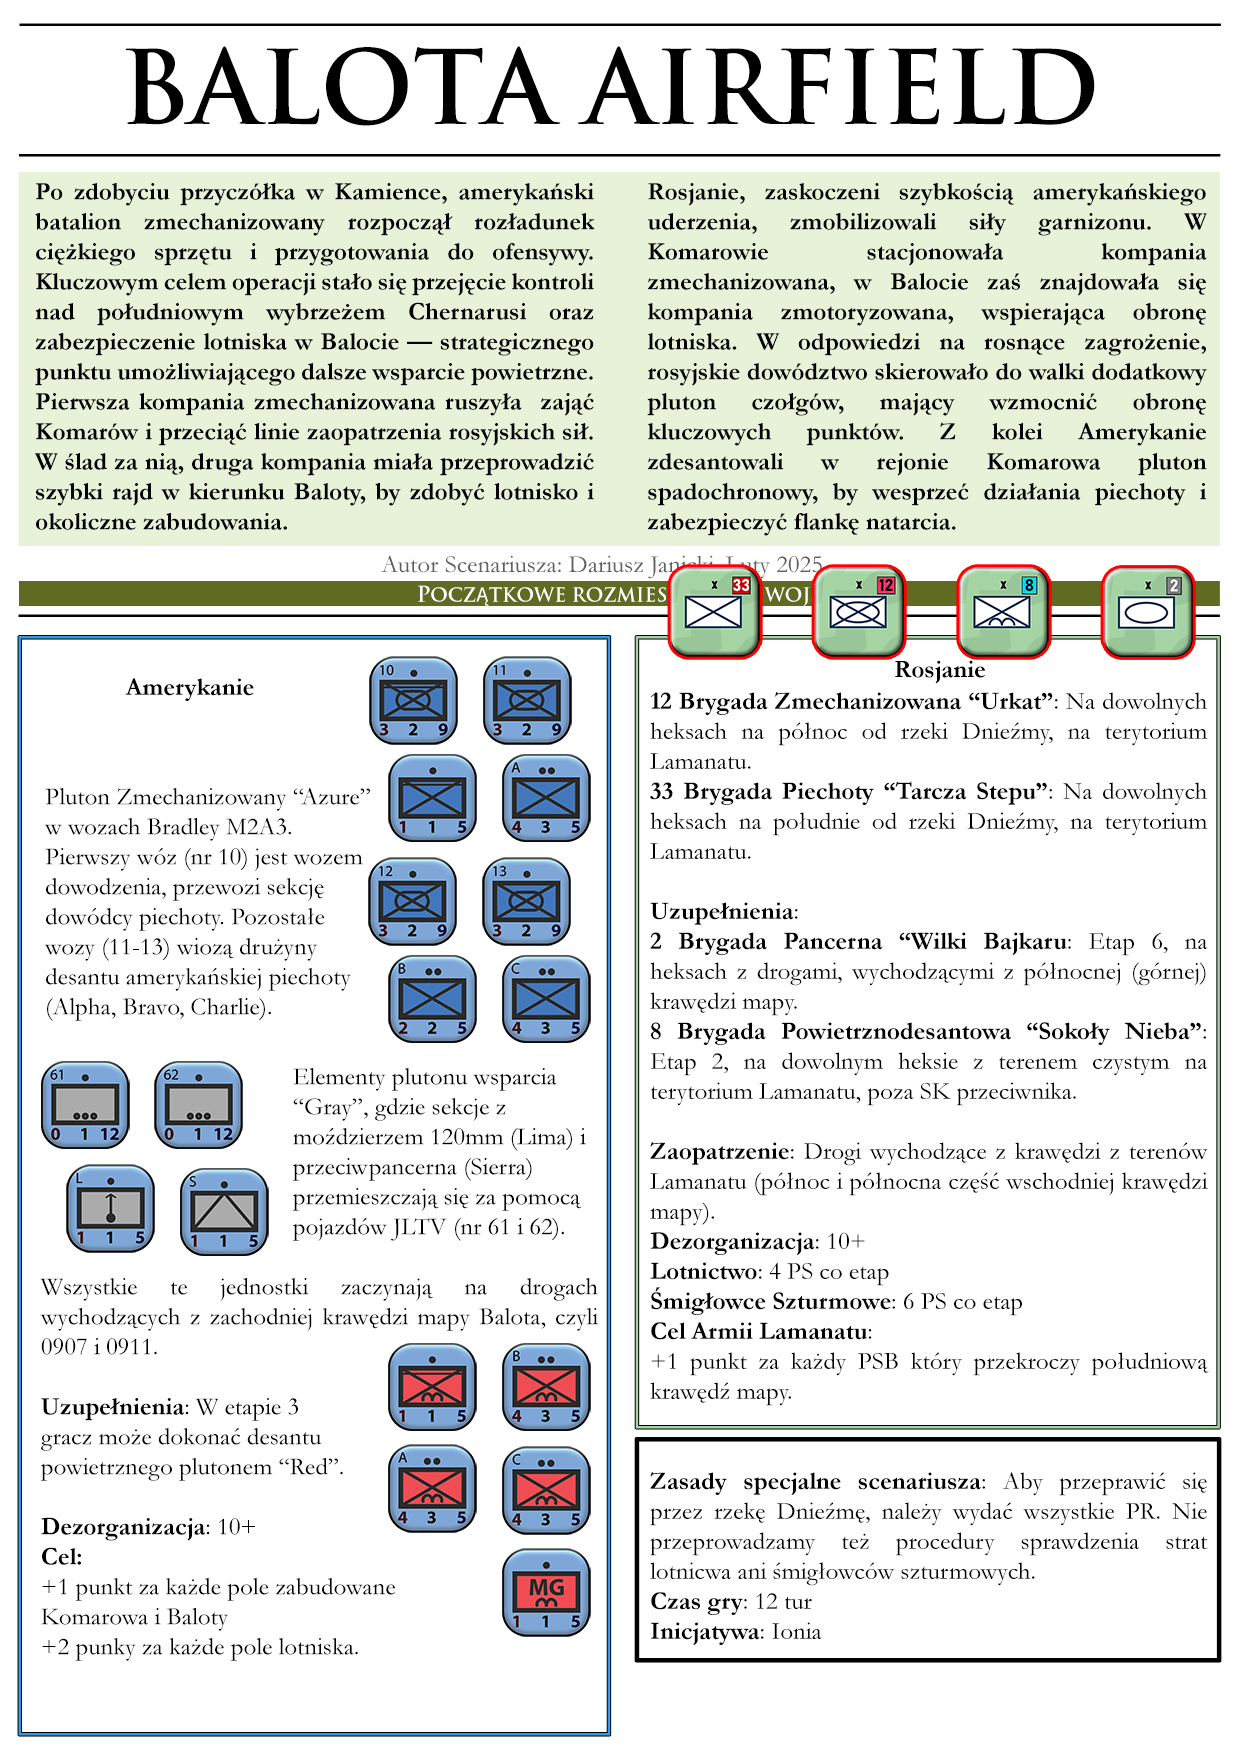 BALOTA AIRFIELD
Po zdobyciu przyczółka w Kamience, amerykański
batalion zmechanizowany rozpoczął rozładunek
ciężkiego sprzętu i przygotowania do ofensywy.
Kluczowym celem operacji stało się przejęcie kontroli
nad południowym wybrzeżem Chernarusi oraz
zabezpieczenie lotniska w Balocie — strategicznego
punktu umożliwiającego dalsze wsparcie powietrzne.
Pierwsza kompania zmechanizowana ruszyła zająć
Komarów i przeciąć linie zaopatrzenia rosyjskich sił.
W ślad za nią, druga kompania miała przeprowadzić
szybki rajd w kierunku Baloty, by zdobyć lotnisko i
okoliczne zabudowania.
Rosjanie, zaskoczeni szybkością amerykańskiego
uderzenia, zmobilizowali siły garnizonu. W
Komarowie stacjonowała kompania
zmechanizowana, w Balocie zaś znajdowała się
kompania zmotoryzowana, wspierająca obronę
lotniska. W odpowiedzi na rosnące zagrożenie,
rosyjskie dowództwo skierowało do walki dodatkowy
pluton czołgów, mający wzmocnić obronę
kluczowych punktów. Z kolei Amerykanie
zdesantowali w rejonie Komarowa pluton
spadochronowy, by wesprzeć działania piechoty i
zabezpieczyć flankę natarcia.
Autor Scenariusza: Dariusz Janicki, Luty 2025
POCZĄTKOWE ROZMIES WOJ
x 33
x 12
x 8
x 2
Amerykanie
10
3 2 9
11
3 2 9
1 1 5
A
4 3 5
Pluton Zmechanizowany “Azure”
w wozach Bradley M2A3.
Pierwszy wóz (nr 10) jest wozem
dowodzenia, przewozi sekcję
dowódcy piechoty. Pozostałe
wozy (11-13) wiozą drużyny
desantu amerykańskiej piechoty
(Alpha, Bravo, Charlie).
12
3 2 9
13
3 2 9
B
2 2 5
C
4 3 5
61
0 1 12
62
0 1 12
L
1 1 5
S
1 1 5
Elementy plutonu wsparcia
“Gray”, gdzie sekcje z
moździerzem 120mm (Lima) i
przeciwpancerna (Sierra)
przemieszczają się za pomocą
pojazdów JLTV (nr 61 i 62).
Wszystkie te jednostki zaczynają na drogach
wychodzących z zachodniej krawędzi mapy Balota, czyli
0907 i 0911.
Uzupełnienia: W etapie 3
gracz może dokonać desantu
powietrznego plutonem “Red”.
1 1 5
B
4 3 5
A
4 3 5
C
4 3 5
MG
1 1 5
Dezorganizacja: 10+
Cel:
+1 punkt za każde pole zabudowane
Komarowa i Baloty
+2 punky za każde pole lotniska.
Rosjanie
12 Brygada Zmechanizowana “Urkat”: Na dowolnych
heksach na północ od rzeki Dnieźmy, na terytorium
Lamanatu.
33 Brygada Piechoty “Tarcza Stepu”: Na dowolnych
heksach na południe od rzeki Dnieźmy, na terytorium
Lamanatu.
Uzupełnienia:
2 Brygada Pancerna “Wilki Bajkaru: Etap 6, na
heksach z drogami, wychodzącymi z północnej (górnej)
krawędzi mapy.
8 Brygada Powietrznodesantowa “Sokoły Nieba”:
Etap 2, na dowolnym heksie z terenem czystym na
terytorium Lamanatu, poza SK przeciwnika.
Zaopatrzenie: Drogi wychodzące z krawędzi z terenów
Lamanatu (północ i północna część wschodniej krawędzi
mapy).
Dezorganizacja: 10+
Lotnictwo: 4 PS co etap
Śmigłowce Szturmowe: 6 PS co etap
Cel Armii Lamanatu:
+1 punkt za każdy PSB który przekroczy południową
krawędź mapy.
Zasady specjalne scenariusza: Aby przeprawić się
przez rzekę Dnieźmę, należy wydać wszystkie PR. Nie
przeprowadzamy też procedury sprawdzenia strat
lotnicwa ani śmigłowców szturmowych.
Czas gry: 12 tur
Inicjatywa: Ionia